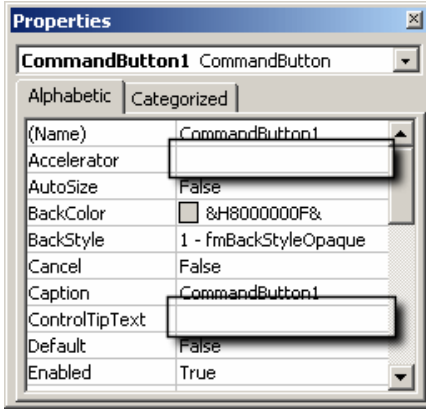 Properties
CommandButton1 CommandButton
Alphabetic Categorized
(Name) CommandButton1
Accelerator
AutoSize False
BackColor &H8000000F&
BackStyle 1 - fmBackStyleOpaque
Cancel False
Caption CommandButton1
ControlTipText
Default False
Enabled True